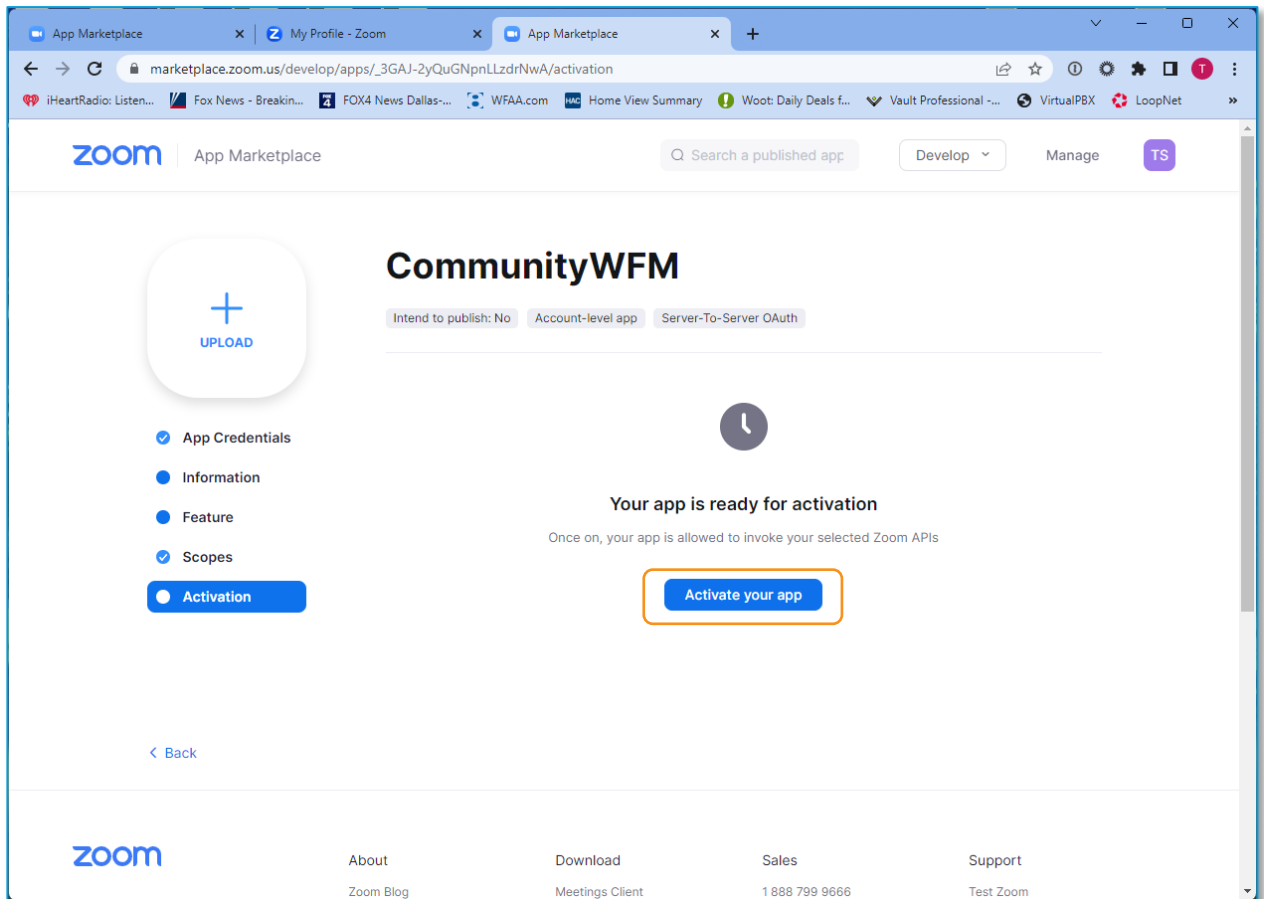 App Marketplace
My Profile - Zoom
App Marketplace
marketplace.zoom.us/develop/apps/_3GAJ-2yQuGNpnLLzdrNwA/activation
T
iHeartRadio: Listen...
Fox News - Breakin...
FOX4 News Dallas-...
WFAA.com
HAC Home View Summary
Woot: Daily Deals f...
Vault Professional -...
VirtualPBX
LoopNet
»
zoom
App Marketplace
Search a published app
Develop
Manage
TS
UPLOAD
CommunityWFM
Intend to publish: No
Account-level app
Server-To-Server OAuth
App Credentials
Information
Feature
Scopes
Activation
Your app is ready for activation
Once on, your app is allowed to invoke your selected Zoom APIs
Activate your app
Back
zoom
About
Download
Sales
Support
Zoom Blog
Meetings Client
1 888 799 9666
Test Zoom